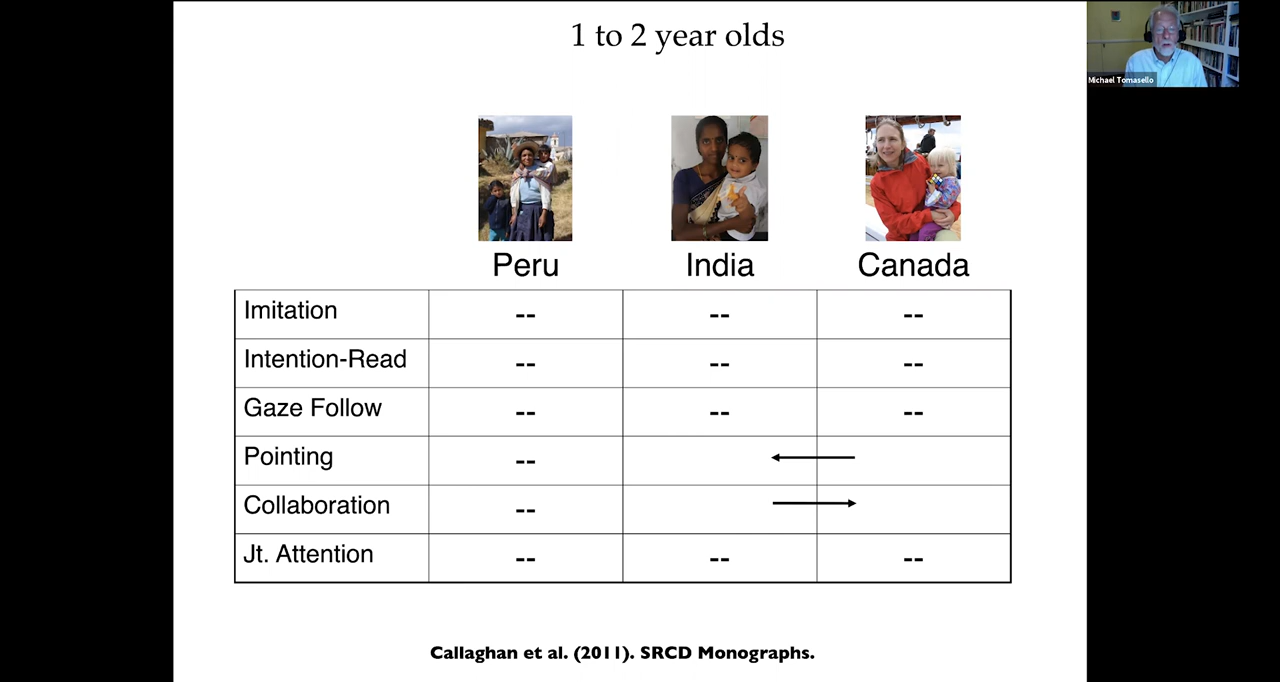 1 to 2 year olds
Michael Tomasello
Peru India Canada
Imitation -- -- --
Intention-Read -- -- --
Gaze Follow -- -- --
Pointing --
Collaboration --
Jt. Attention -- -- --
Callaghan et al. (2011). SRCD Monographs.